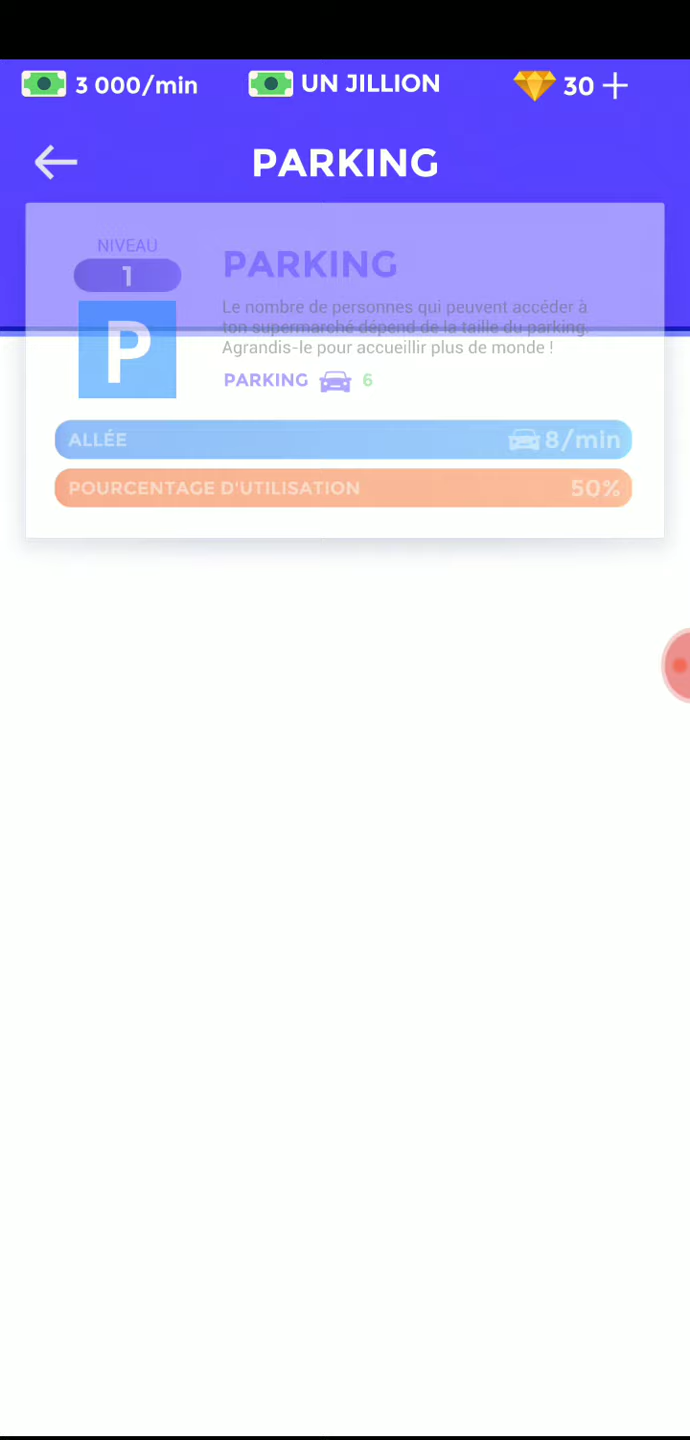 3 000/min UN JILLION 30
PARKING
NIVEAU
1
PARKING
Le nombre de personnes qui peuvent accéder à
ton supermarché dépend de la taille du parking.
Agrandis-le pour accueillir plus de monde !
P
PARKING 6
ALLÉE 8/min
POURCENTAGE D'UTILISATION 50%